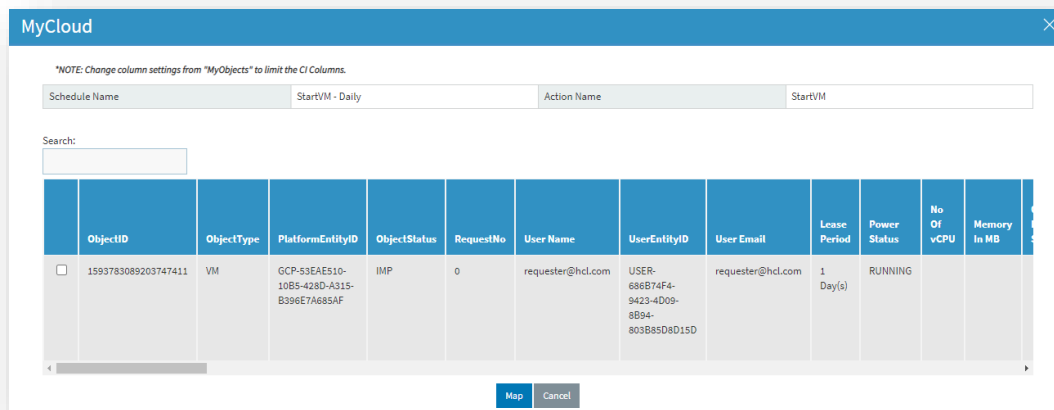 MyCloud
*NOTE: Change column settings from "MyObjects" to limit the CI Columns.
Schedule Name StartVM - Daily Action Name StartVM
Search:
ObjectID ObjectType PlatformEntityID ObjectStatus RequestNo User Name UserEntityID User Email Lease Period Power Status No Of vCPU Memory In MB
1593783089203747411 VM GCP-53EAE510-10B5-428D-A315-B396E7A685AF IMP 0 requester@hcl.com USER-686B74F4-9423-4D09-8B94-803B85D8D15D requester@hcl.com 1 Day(s) RUNNING
Map Cancel